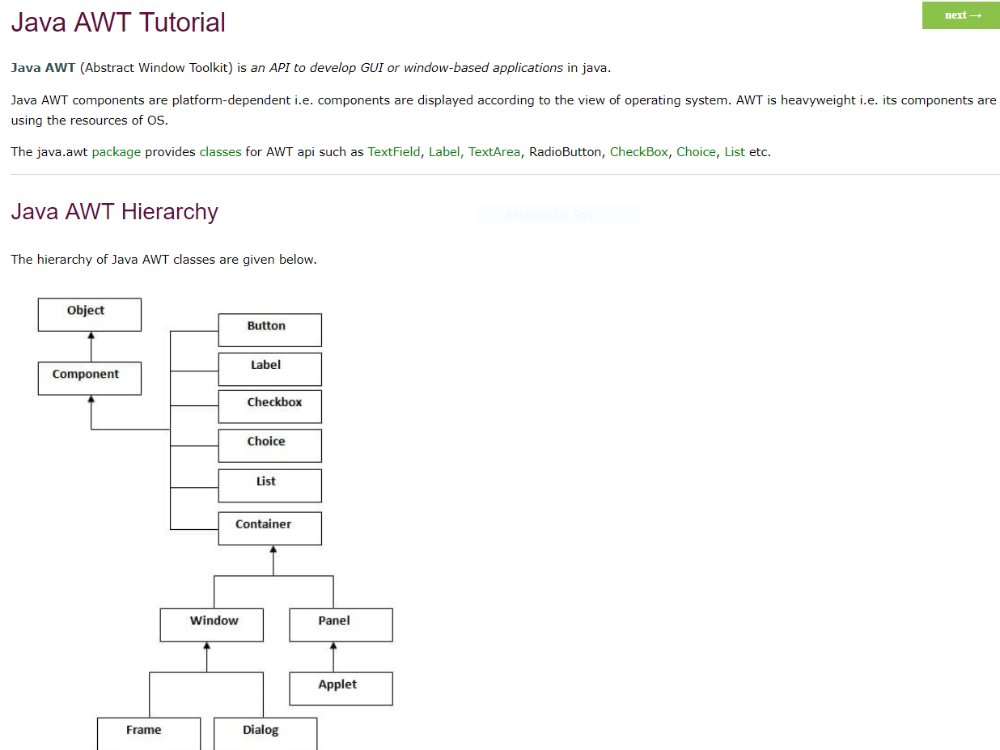 Java AWT Tutorial
next →
Java AWT (Abstract Window Toolkit) is an API to develop GUI or window-based applications in java.
Java AWT components are platform-dependent i.e. components are displayed according to the view of operating system. AWT is heavyweight i.e. its components are
using the resources of OS.
The java.awt package provides classes for AWT api such as TextField, Label, TextArea, RadioButton, CheckBox, Choice, List etc.
Java AWT Hierarchy
Rectangular Snip
The hierarchy of Java AWT classes are given below.
Object
Button
Label
Component
Checkbox
Choice
List
Container
Window
Panel
Applet
Frame
Dialog